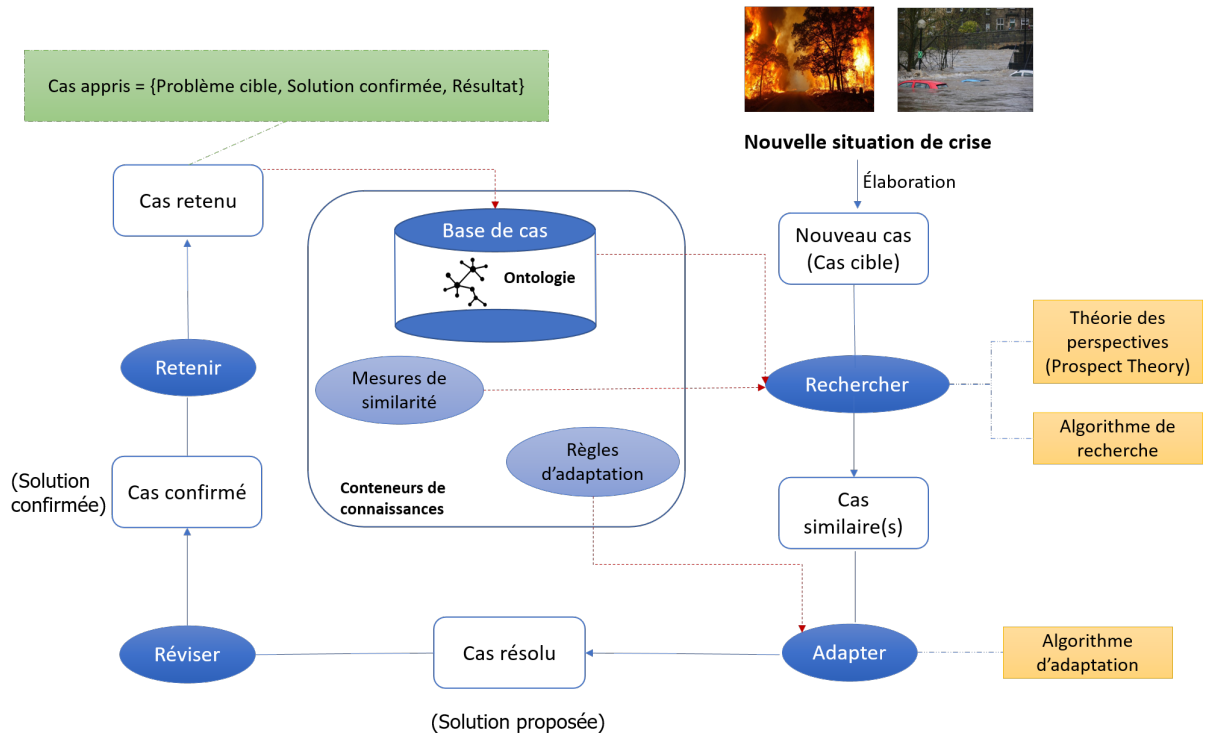 Cas appris = {Problème cible, Solution confirmée, Résultat}
Nouvelle situation de crise
Élaboration
Cas retenu
Base de cas
Ontologie
Nouveau cas
(Cas cible)
Retenir
Mesures de
similarité
Rechercher
Théorie des
perspectives
(Prospect Theory)
Algorithme de
recherche
Règles
d’adaptation
(Solution
confirmée)
Cas confirmé
Conteneurs de
connaissances
Cas
similaire(s)
Réviser
Cas résolu
Adapter
Algorithme
d’adaptation
(Solution proposée)